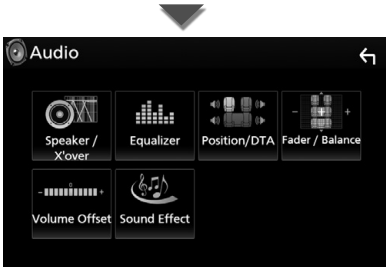 Audio
Speaker /
X'over
Equalizer
Position/DTA
Fader / Balance
Volume Offset
Sound Effect